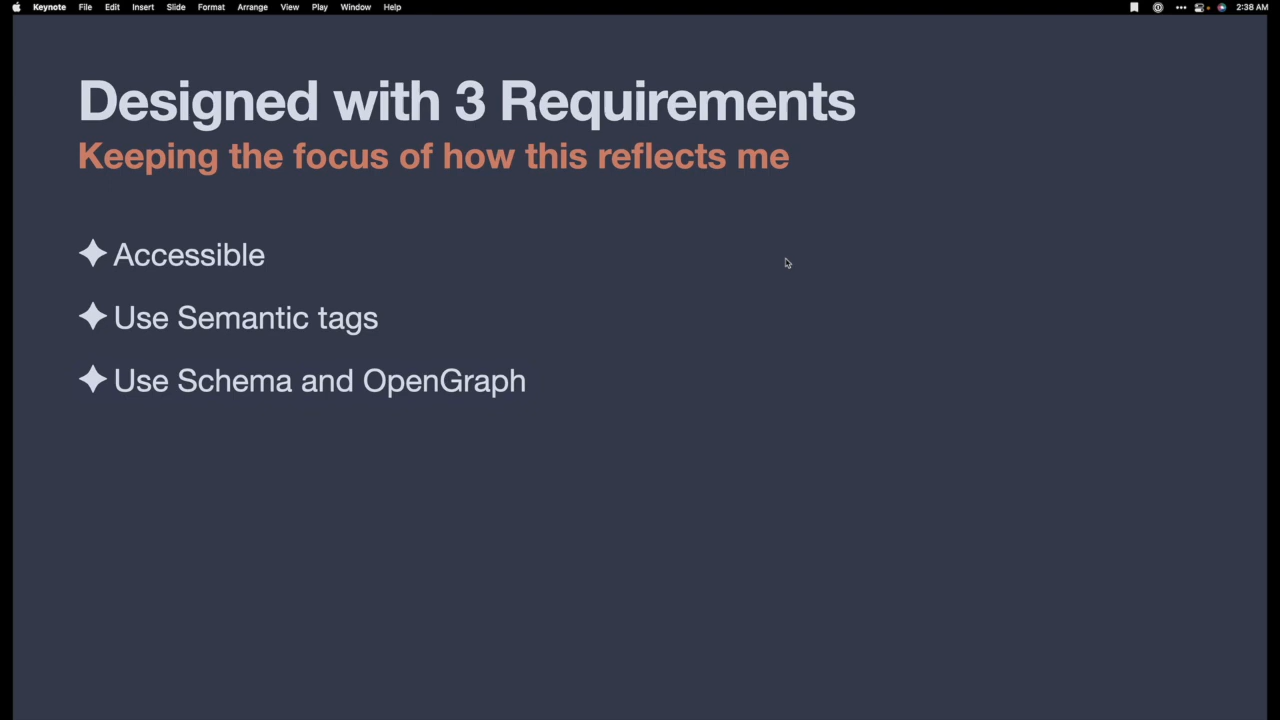 Keynote File Edit Insert Slide Format Arrange View Play Window Help 2:38 AM
Designed with 3 Requirements
Keeping the focus of how this reflects me
✦ Accessible
✦ Use Semantic tags
✦ Use Schema and OpenGraph